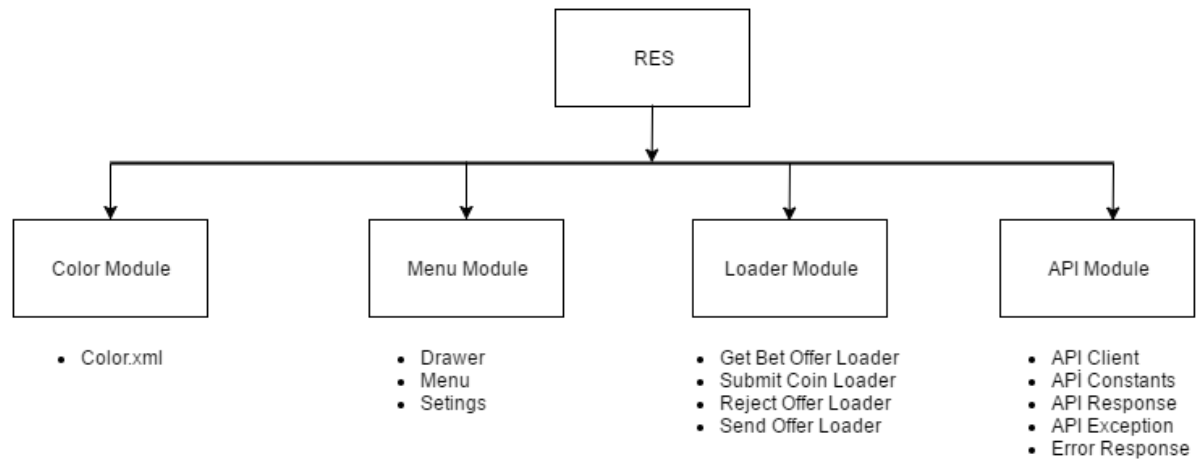 RES
Color Module
Menu Module
Loader Module
API Module
• Color.xml
• Drawer
• Menu
• Setings
• Get Bet Offer Loader
• Submit Coin Loader
• Reject Offer Loader
• Send Offer Loader
• API Client
• APİ Constants
• API Response
• API Exception
• Error Response